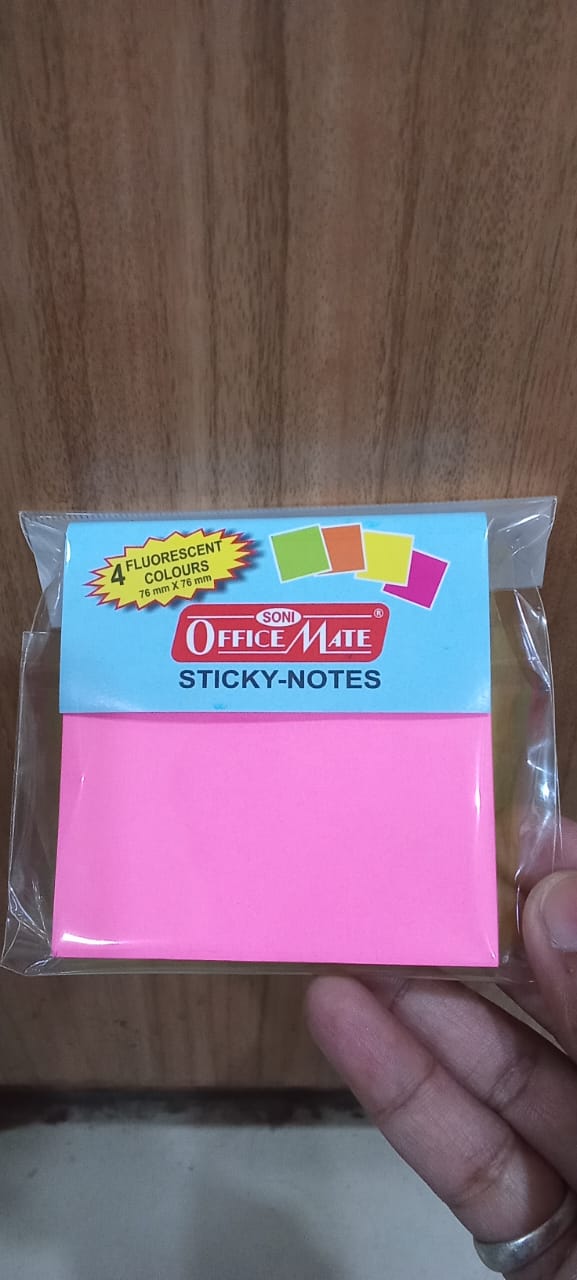 4 FLUORESCENT
COLOURS
76 mm X 76 mm
SONI
OFFICE MATE ®
STICKY-NOTES